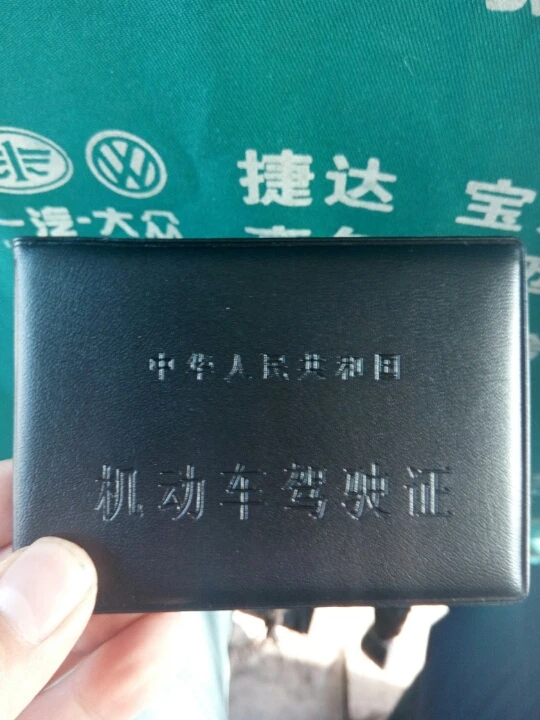 捷达
宝
一汽-大众
中华人民共和国
机动车驾驶证